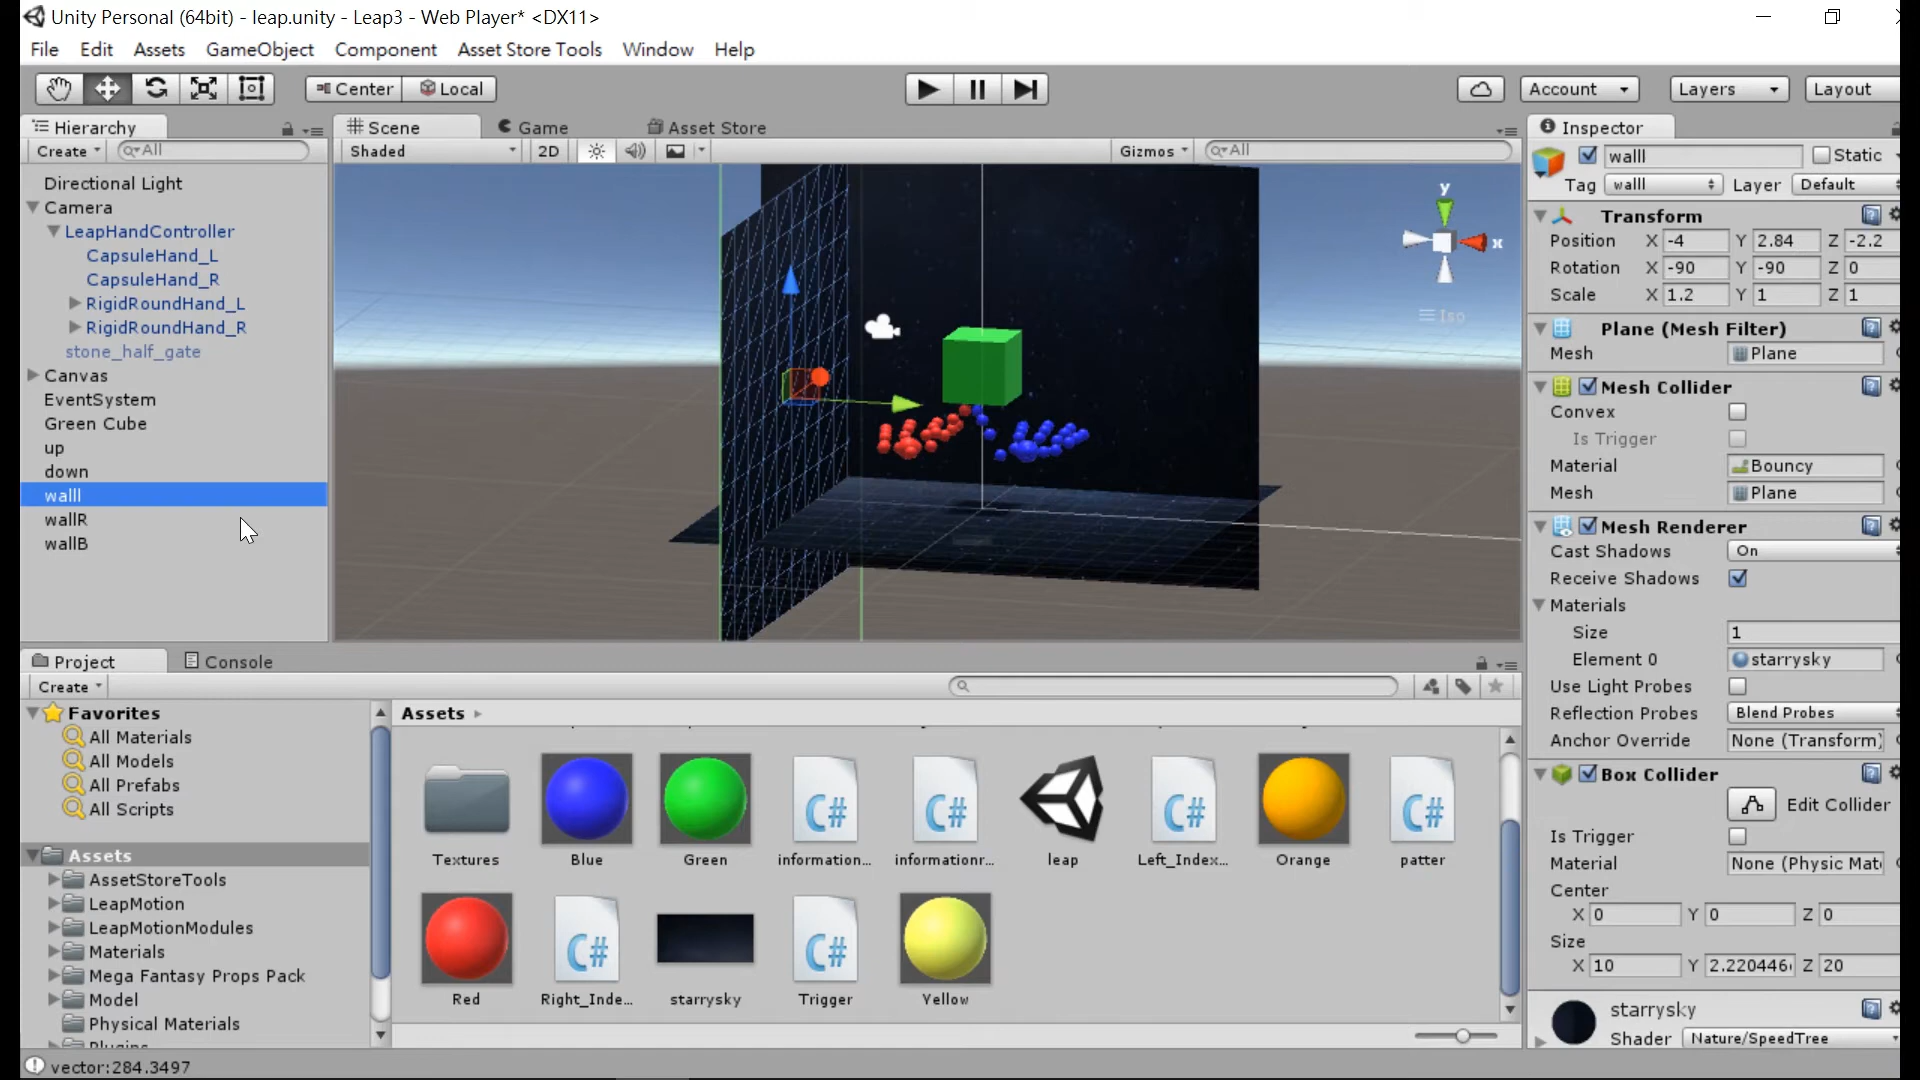 Unity Personal (64bit) - leap.unity - Leap3 - Web Player* <DX11>
File Edit Assets GameObject Component Asset Store Tools Window Help
Center Local Account Layers Layout
Hierarchy
Create All
Directional Light
Camera
LeapHandController
CapsuleHand_L
CapsuleHand_R
RigidRoundHand_L
RigidRoundHand_R
stone_half_gate
Canvas
EventSystem
Green Cube
up
down
walll
wallR
wallB
Scene Game Asset Store
Shaded 2D Gizmos All
y
x
Iso
Inspector
walll Static
Tag walll Layer Default
Transform
Position X -4 Y 2.84 Z -2.2
Rotation X -90 Y -90 Z 0
Scale X 1.2 Y 1 Z 1
Plane (Mesh Filter)
Mesh Plane
Mesh Collider
Convex
Is Trigger
Material Bouncy
Mesh Plane
Mesh Renderer
Cast Shadows On
Receive Shadows
Materials
Size 1
Element 0 starrysky
Use Light Probes
Reflection Probes Blend Probes
Anchor Override None (Transform)
Box Collider
Edit Collider
Is Trigger
Material None (Physic Mat
Center
X 0 Y 0 Z 0
Size
X 10 Y 2.220446 Z 20
starrysky
Shader Nature/SpeedTree
Project Console
Create
Favorites
All Materials
All Models
All Prefabs
All Scripts
Assets
AssetStoreTools
LeapMotion
LeapMotionModules
Materials
Mega Fantasy Props Pack
Model
Physical Materials
Plugins
Assets
C# C# C# C#
Textures Blue Green information... informationr... leap Left_Index... Orange patter
C# C#
Red Right_Inde... starrysky Trigger Yellow
vector:284.3497